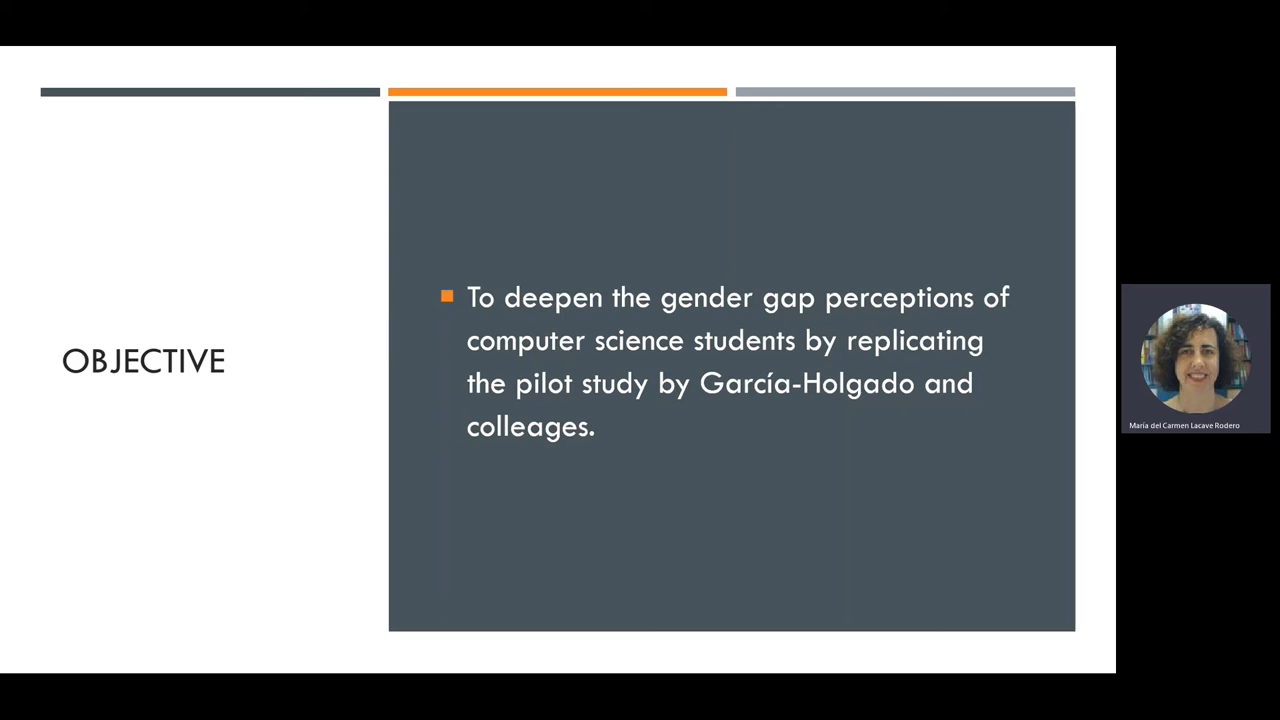 OBJECTIVE
To deepen the gender gap perceptions of
computer science students by replicating
the pilot study by García-Holgado and
colleages.
María del Carmen Lacave Rodero